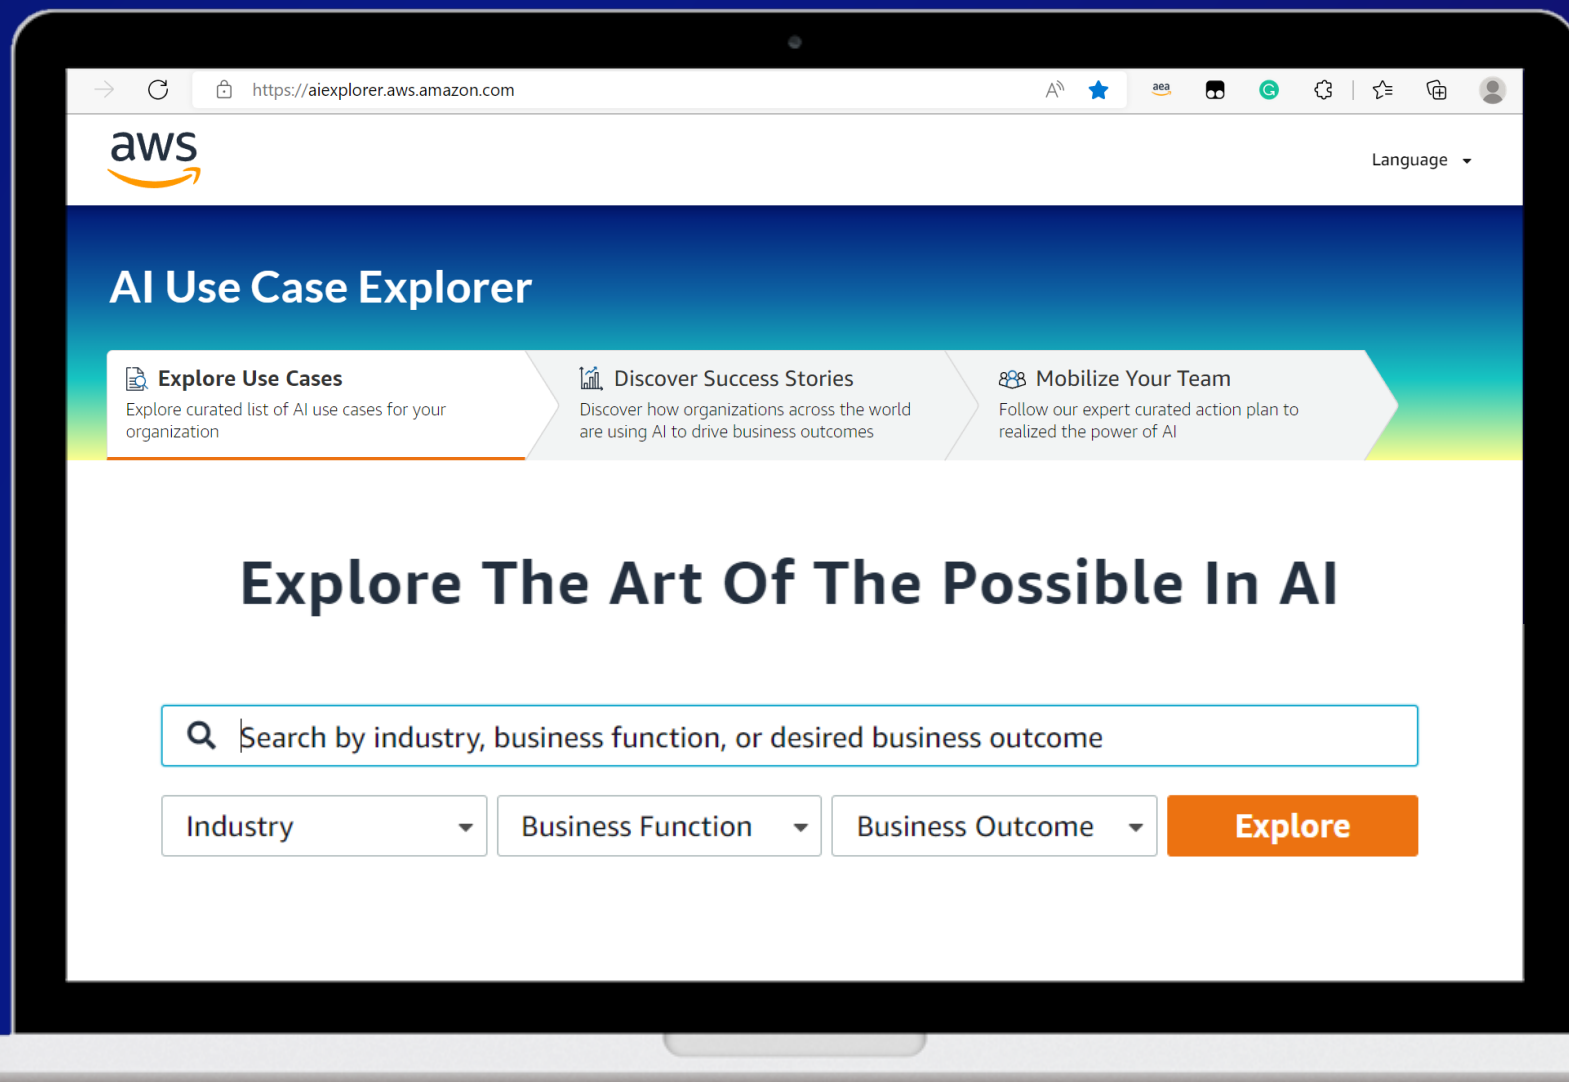 https://aiexplorer.aws.amazon.com
A
aea
G
aws
Language
AI Use Case Explorer
Explore Use Cases
Explore curated list of AI use cases for your
organization
Discover Success Stories
Discover how organizations across the world
are using AI to drive business outcomes
Mobilize Your Team
Follow our expert curated action plan to
realized the power of AI
Explore The Art Of The Possible In AI
Search by industry, business function, or desired business outcome
Industry
Business Function
Business Outcome
Explore